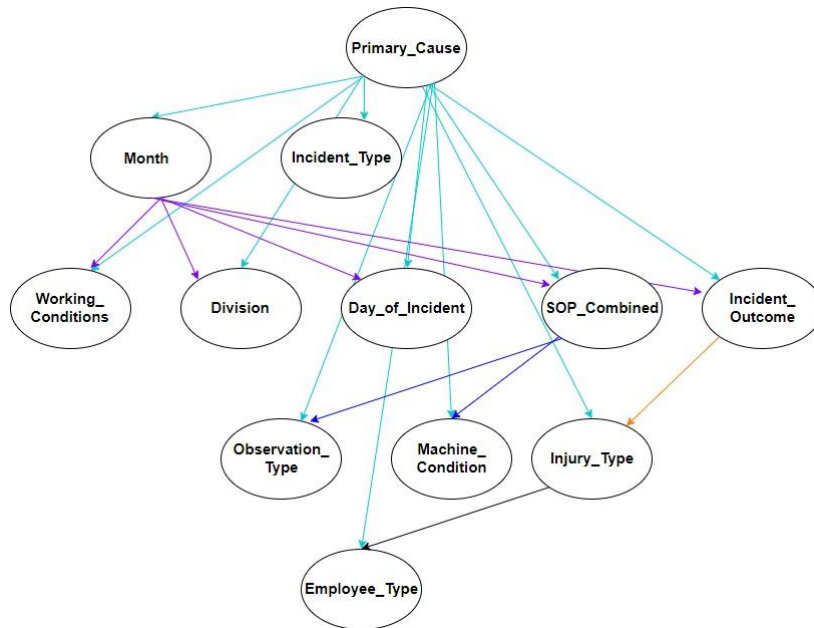 Primary_Cause
Month
Incident_Type
Working_
Conditions
Division
Day_of_Incident
SOP_Combined
Incident_
Outcome
Observation_
Type
Machine_
Condition
Injury_Type
Employee_Type